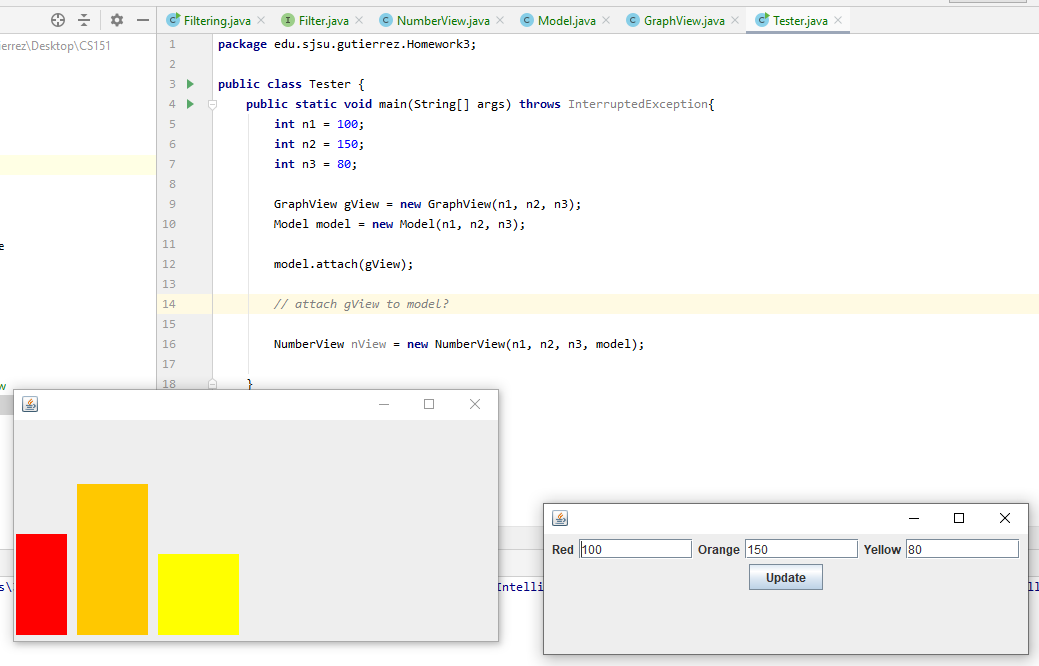 Filtering.java Filter.java NumberView.java Model.java GraphView.java Tester.java
errez\Desktop\CS151
1 package edu.sjsu.gutierrez.Homework3;
2
3 public class Tester {
4 public static void main(String[] args) throws InterruptedException{
5 int n1 = 100;
6 int n2 = 150;
7 int n3 = 80;
8
9 GraphView gView = new GraphView(n1, n2, n3);
10 Model model = new Model(n1, n2, n3);
11
12 model.attach(gView);
13
14 // attach gView to model?
15
16 NumberView nView = new NumberView(n1, n2, n3, model);
17
18 }
e
w
Red 100 Orange 150 Yellow 80
Update
s\ Intelli ll